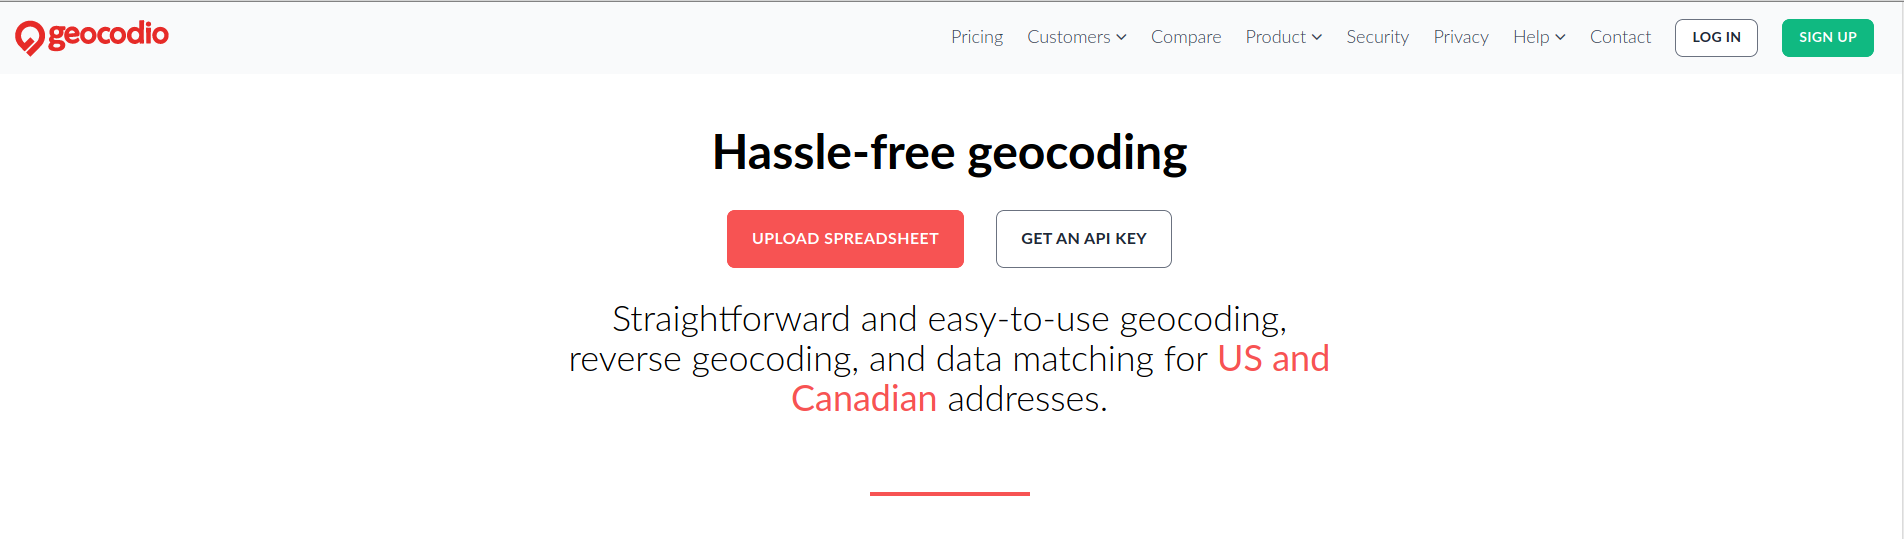 geocodio
Pricing Customers Compare Product Security Privacy Help Contact LOG IN SIGN UP
Hassle-free geocoding
UPLOAD SPREADSHEET GET AN API KEY
Straightforward and easy-to-use geocoding,
reverse geocoding, and data matching for US and
Canadian addresses.